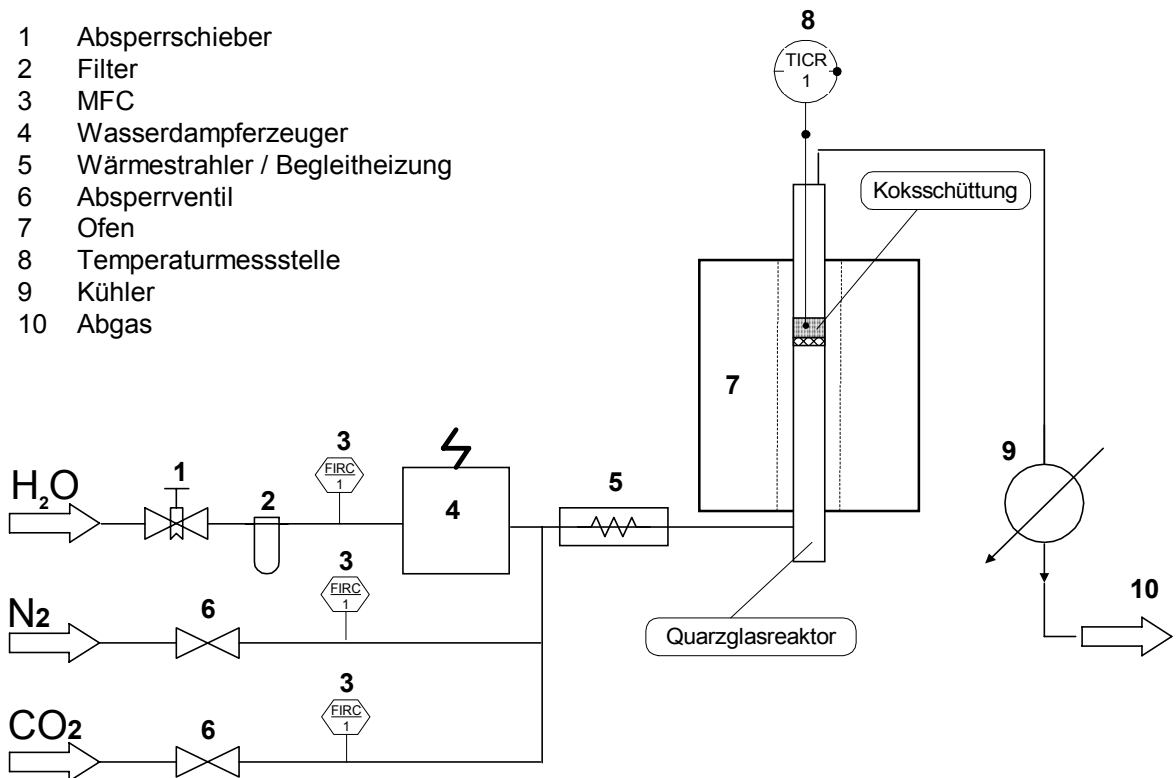 1 Absperrschieber
2 Filter
3 MFC
4 Wasserdampferzeuger
5 Wärmestrahler / Begleitheizung
6 Absperrventil
7 Ofen
8 Temperaturmessstelle
9 Kühler
10 Abgas
8
TICR
1
Koksschüttung
7
9
10
Quarzglasreaktor
H₂O
1
2
3
FIRC
1
4
5
N2
6
3
FIRC
1
CO2
6
3
FIRC
1